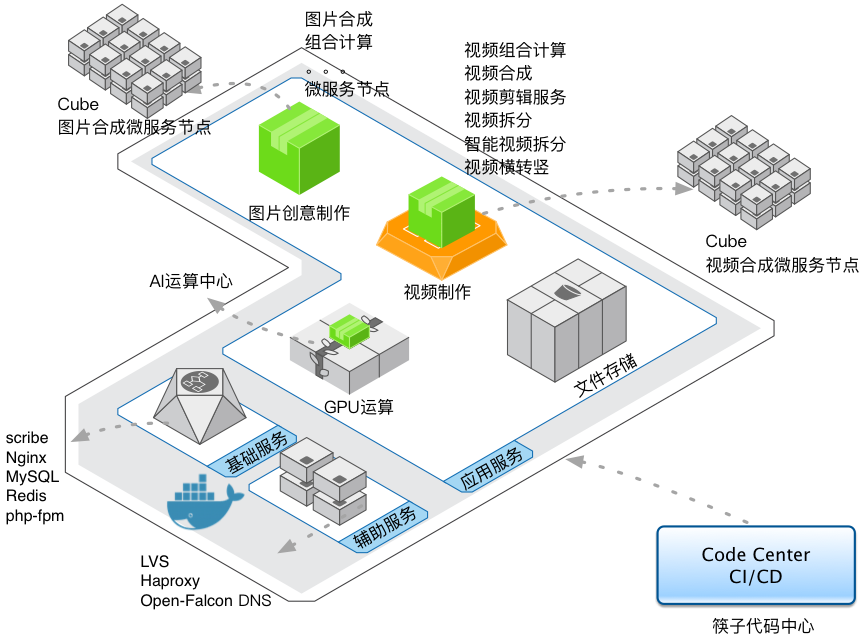 图片合成
组合计算
微服务节点
Cube
图片合成微服务节点
视频组合计算
视频合成
视频剪辑服务
视频拆分
智能视频拆分
视频横转竖
图片创意制作
Cube
视频合成微服务节点
视频制作
AI运算中心
文件存储
GPU运算
scribe
Nginx
MySQL
Redis
php-fpm
基础服务
应用服务
辅助服务
LVS
Haproxy
Open-Falcon DNS
Code Center
CI/CD
筷子代码中心